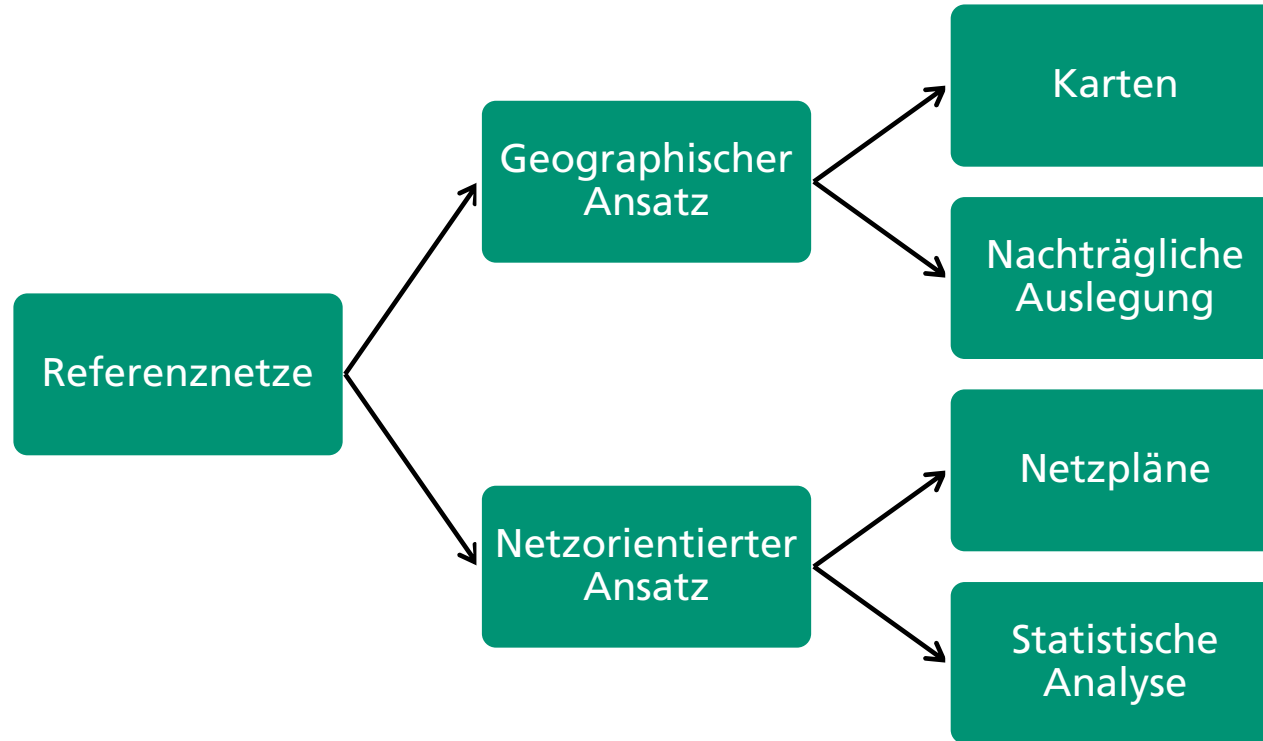 Referenznetze
Geographischer
Ansatz
Karten
Nachträgliche
Auslegung
Netzorientierter
Ansatz
Netzpläne
Statistische
Analyse